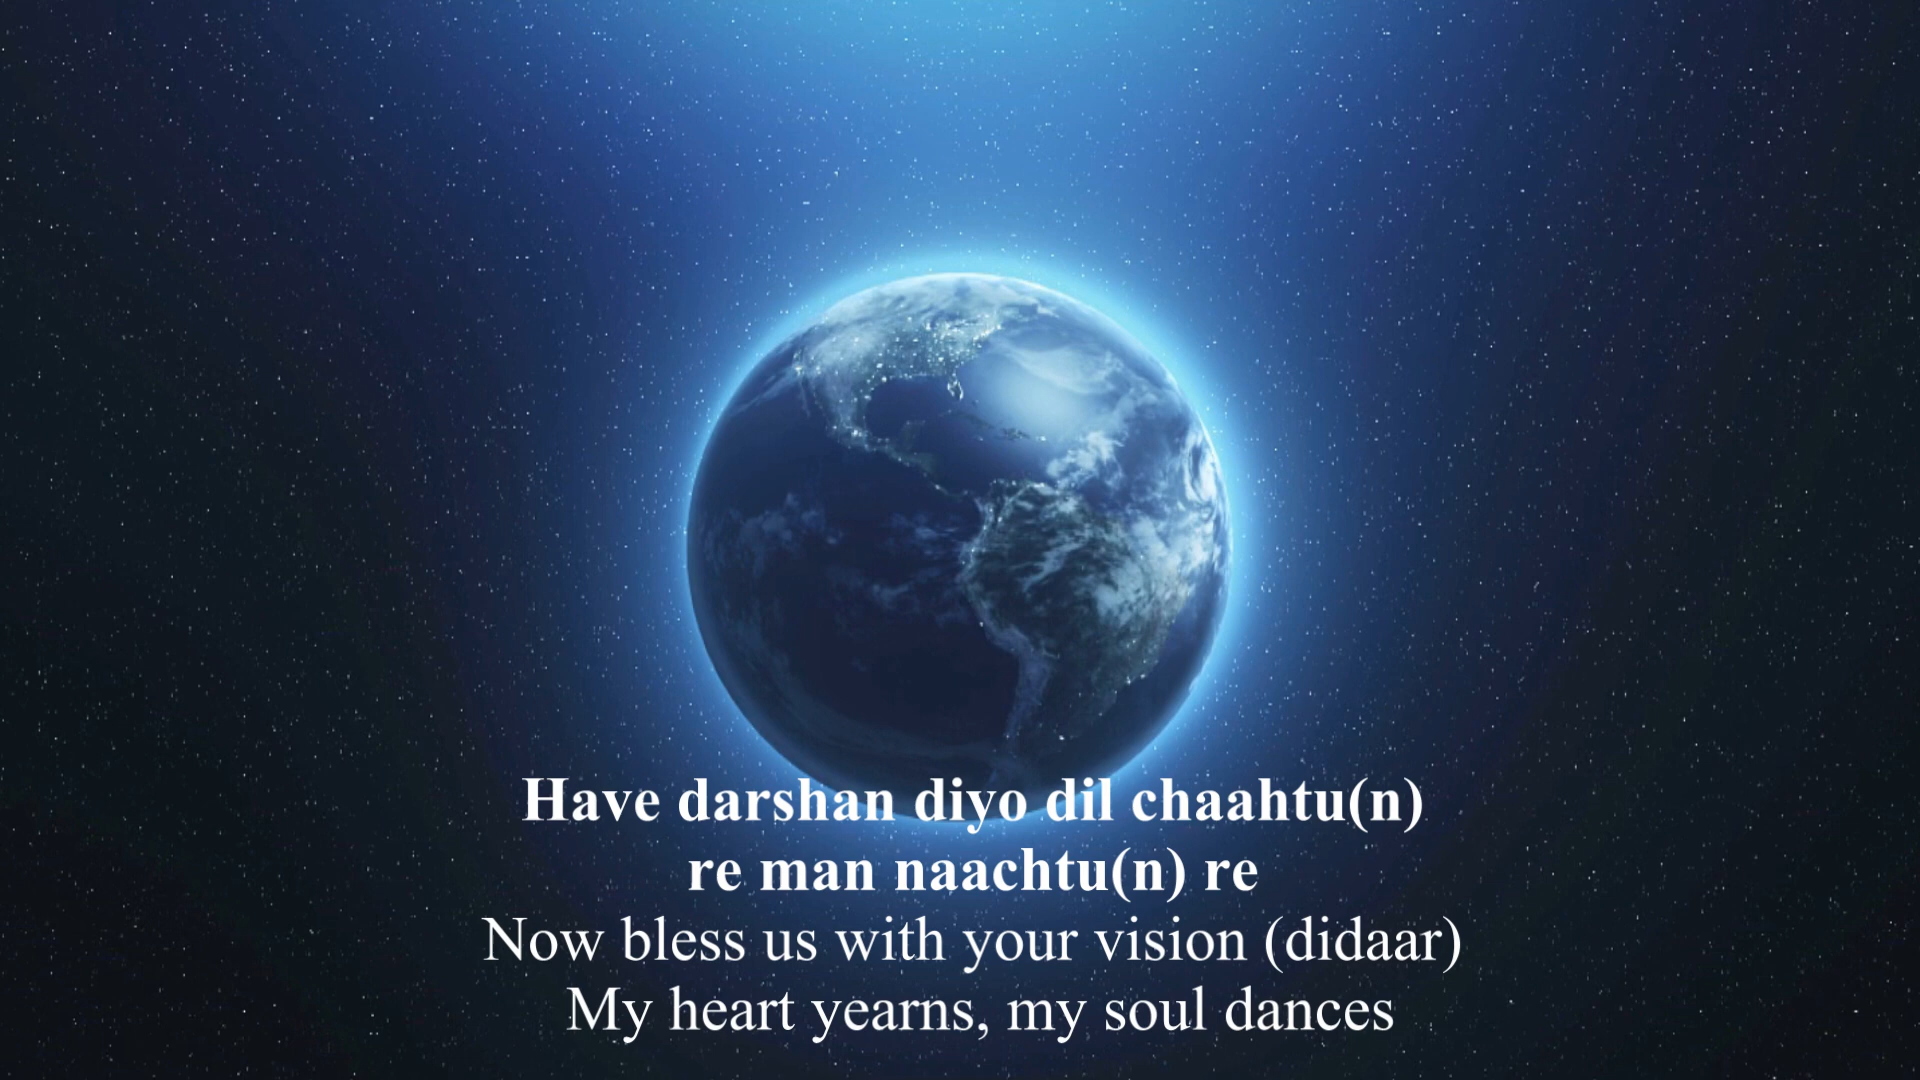 Have darshan diyo dil chaahtu(n)
re man naachtu(n) re
Now bless us with your vision (didaar)
My heart yearns, my soul dances